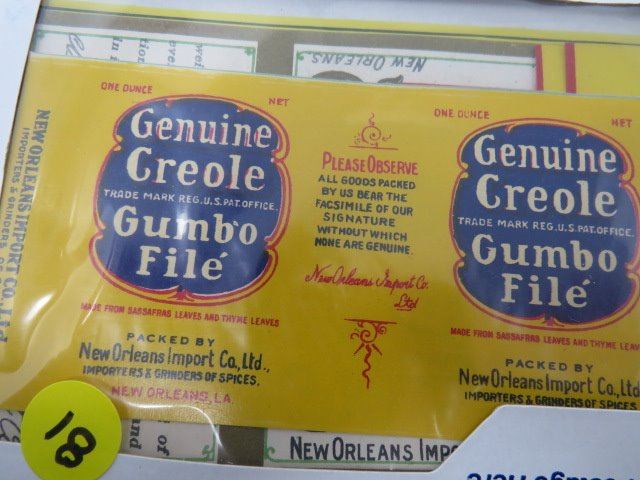 NEW ORLEANS
NEW ORLEANS IMPORT CO. Ltd
IMPORTERS & GRINDERS
ONE OUNCE NET
Genuine
Creole
TRADE MARK REG. U.S. PAT. OFFICE.
Gumbo
Filé
MADE FROM SASSAFRAS LEAVES AND THYME LEAVES
PACKED BY
New Orleans Import Co., Ltd.,
IMPORTERS & GRINDERS OF SPICES.
NEW ORLEANS, LA.
PLEASE OBSERVE
ALL GOODS PACKED
BY US BEAR THE
FACSIMILE OF OUR
SIGNATURE
WITHOUT WHICH
NONE ARE GENUINE.
New Orleans Import Co.
Ltd
ONE OUNCE NET
Genuine
Creole
TRADE MARK REG. U.S. PAT. OFFICE.
Gumbo
Filé
MADE FROM SASSAFRAS LEAVES AND THYME LEAVES
PACKED BY
New Orleans Import Co., Ltd
IMPORTERS & GRINDERS OF SPICES
18
of
and
NEW ORLEANS IMP
Here